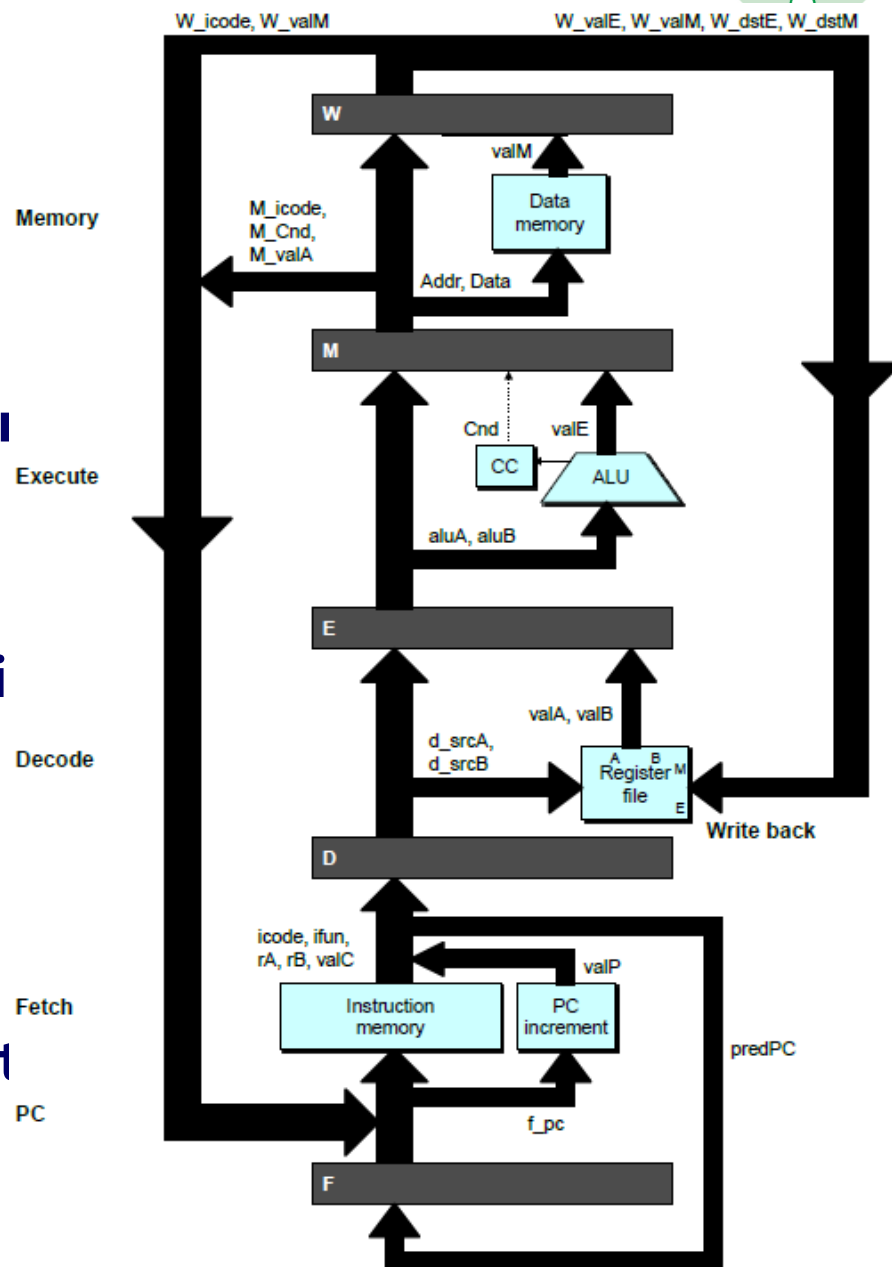 W_icode, W_valM
W_valE, W_valM, W_dstE, W_dstM
W
valM
Memory
Data
memory
M_icode,
M_Cnd,
M_valA
Addr, Data
M
Cnd
valE
Execute
CC
ALU
aluA, aluB
E
valA, valB
d_srcA,
d_srcB
Decode
A B
Register M
file
E
Write back
D
icode, ifun,
rA, rB, valC
valP
Fetch
Instruction
memory
PC
increment
predPC
PC
f_pc
F